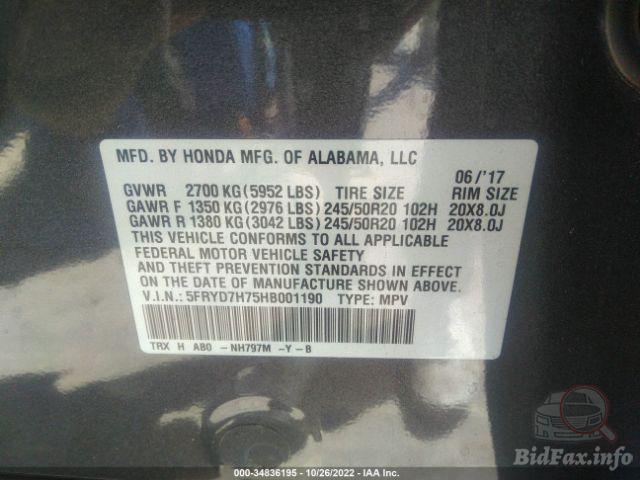 MFD. BY HONDA MFG. OF ALABAMA, LLC
06/'17
GVWR 2700 KG(5952 LBS) TIRE SIZE RIM SIZE
GAWR F 1350 KG(2976 LBS)245/50R20 102H 20X8.0J
GAWR R 1380 KG(3042 LBS)245/50R20 102H 20X8.0J
THIS VEHICLE CONFORMS TO ALL APPLICABLE
FEDERAL MOTOR VEHICLE SAFETY
AND THEFT PREVENTION STANDARDS IN EFFECT
ON THE DATE OF MANUFACTURE SHOWN ABOVE.
V.I.N.: 5FRYD7H75HB001190 TYPE: MPV
TRX H AB0 -NH797M -Y-B
000-34836195 - 10/26/2022 - IAA Inc.
BidFax.info